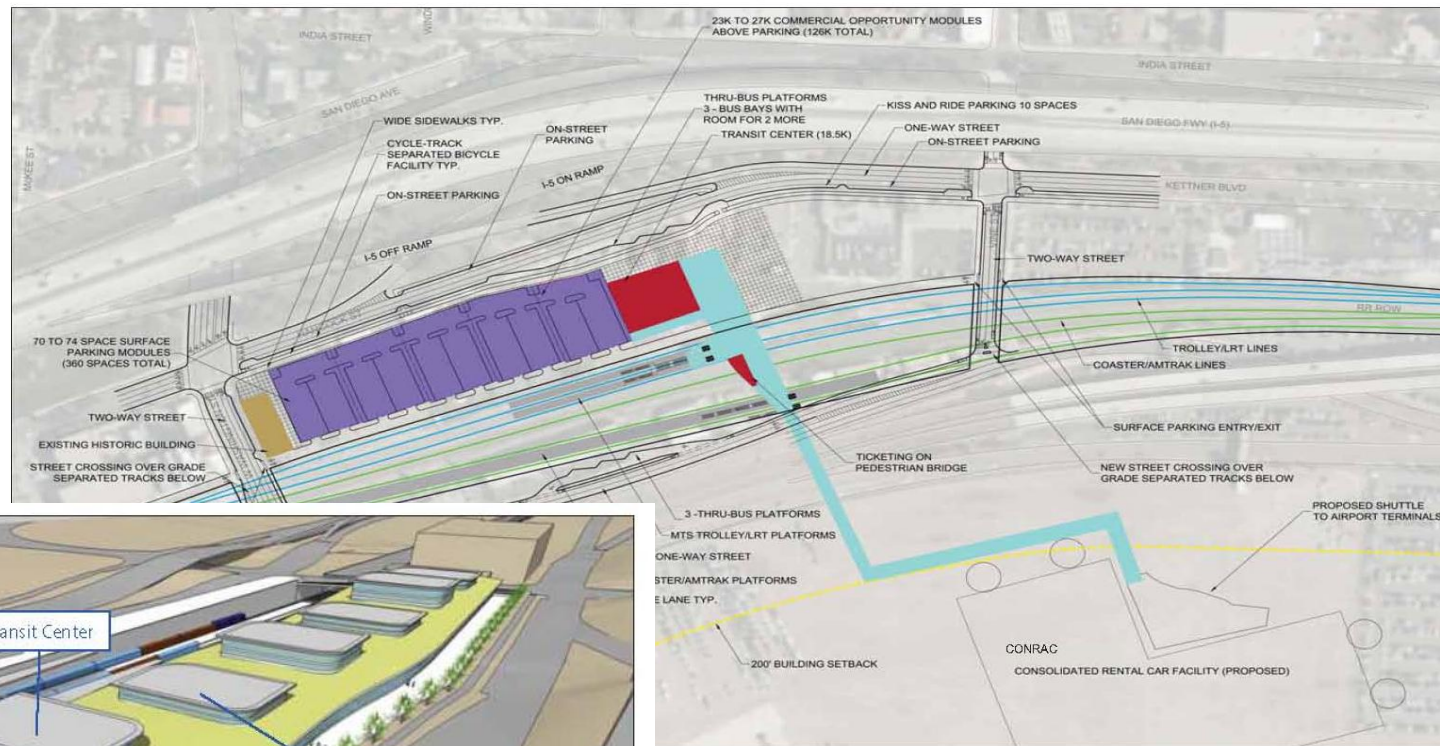 23K TO 27K COMMERCIAL OPPORTUNITY MODULES
ABOVE PARKING (126K TOTAL)
INDIA STREET
INDIA STREET
SAN DIEGO AVE
THRU-BUS PLATFORMS
3 - BUS BAYS WITH
ROOM FOR 2 MORE
KISS AND RIDE PARKING 10 SPACES
WIDE SIDEWALKS TYP.
ON-STREET
PARKING
TRANSIT CENTER (18.5K)
ONE-WAY STREET
SAN DIEGO FWY (I-5)
CYCLE-TRACK
SEPARATED BICYCLE
FACILITY TYP.
ON-STREET PARKING
McKEE ST
I-5 ON RAMP
KETTNER BLVD
ON-STREET PARKING
I-5 OFF RAMP
TWO-WAY STREET
RR ROW
70 TO 74 SPACE SURFACE
PARKING MODULES
(360 SPACES TOTAL)
TROLLEY/LRT LINES
COASTER/AMTRAK LINES
TWO-WAY STREET
SURFACE PARKING ENTRY/EXIT
EXISTING HISTORIC BUILDING
TICKETING ON
PEDESTRIAN BRIDGE
STREET CROSSING OVER GRADE
SEPARATED TRACKS BELOW
NEW STREET CROSSING OVER
GRADE SEPARATED TRACKS BELOW
3 -THRU-BUS PLATFORMS
PROPOSED SHUTTLE
TO AIRPORT TERMINALS
MTS TROLLEY/LRT PLATFORMS
ONE-WAY STREET
STER/AMTRAK PLATFORMS
E LANE TYP.
ansit Center
200' BUILDING SETBACK
CONRAC
CONSOLIDATED RENTAL CAR FACILITY (PROPOSED)